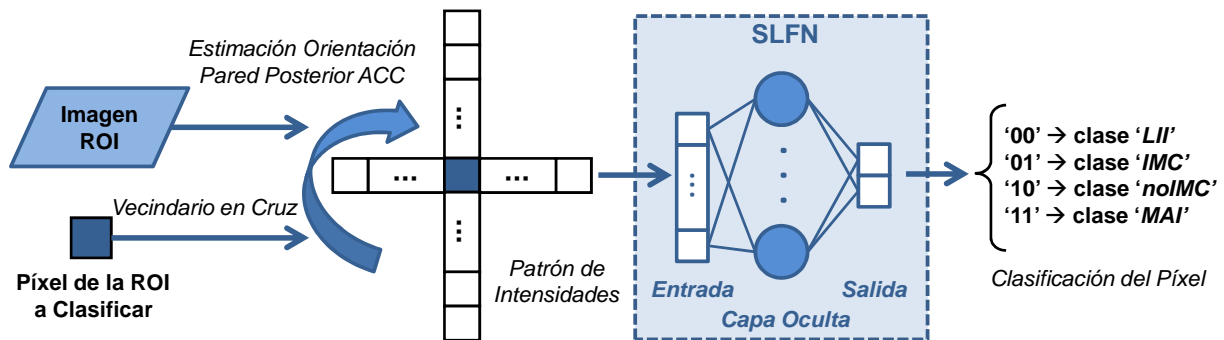 Estimación Orientación
Pared Posterior ACC
Imagen
ROI
Vecindario en Cruz
Píxel de la ROI
a Clasificar
...
...
...
...
Patrón de
Intensidades
SLFN
...
Entrada
Capa Oculta
Salida
‘00’ → clase ‘LII’
‘01’ → clase ‘IMC’
‘10’ → clase ‘noIMC’
‘11’ → clase ‘MAI’
Clasificación del Píxel